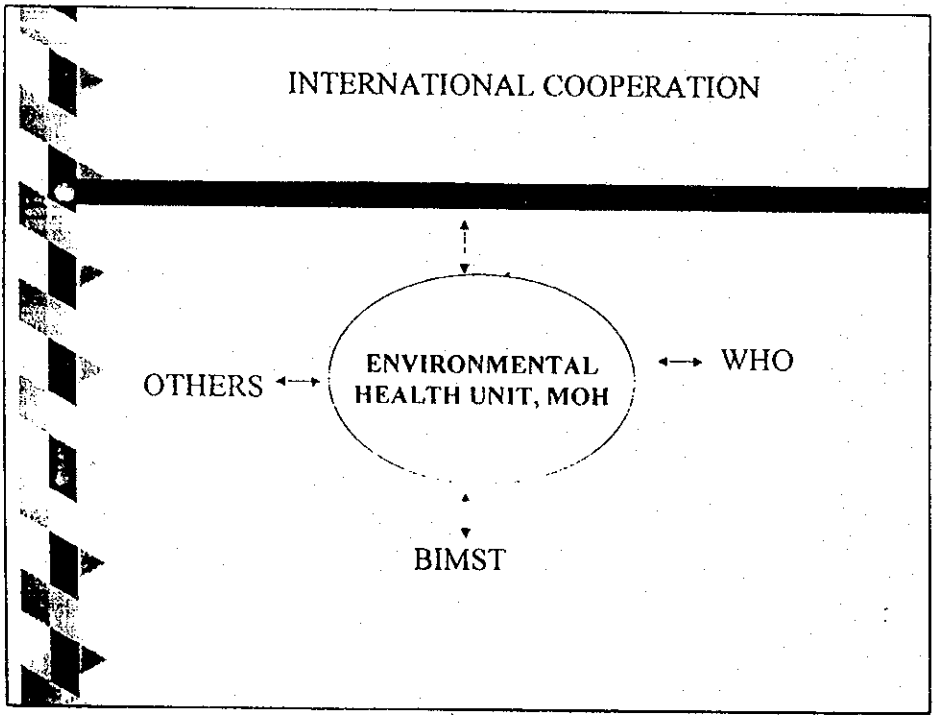 INTERNATIONAL COOPERATION
ENVIRONMENTAL
HEALTH UNIT, MOH
WHO
OTHERS
BIMST